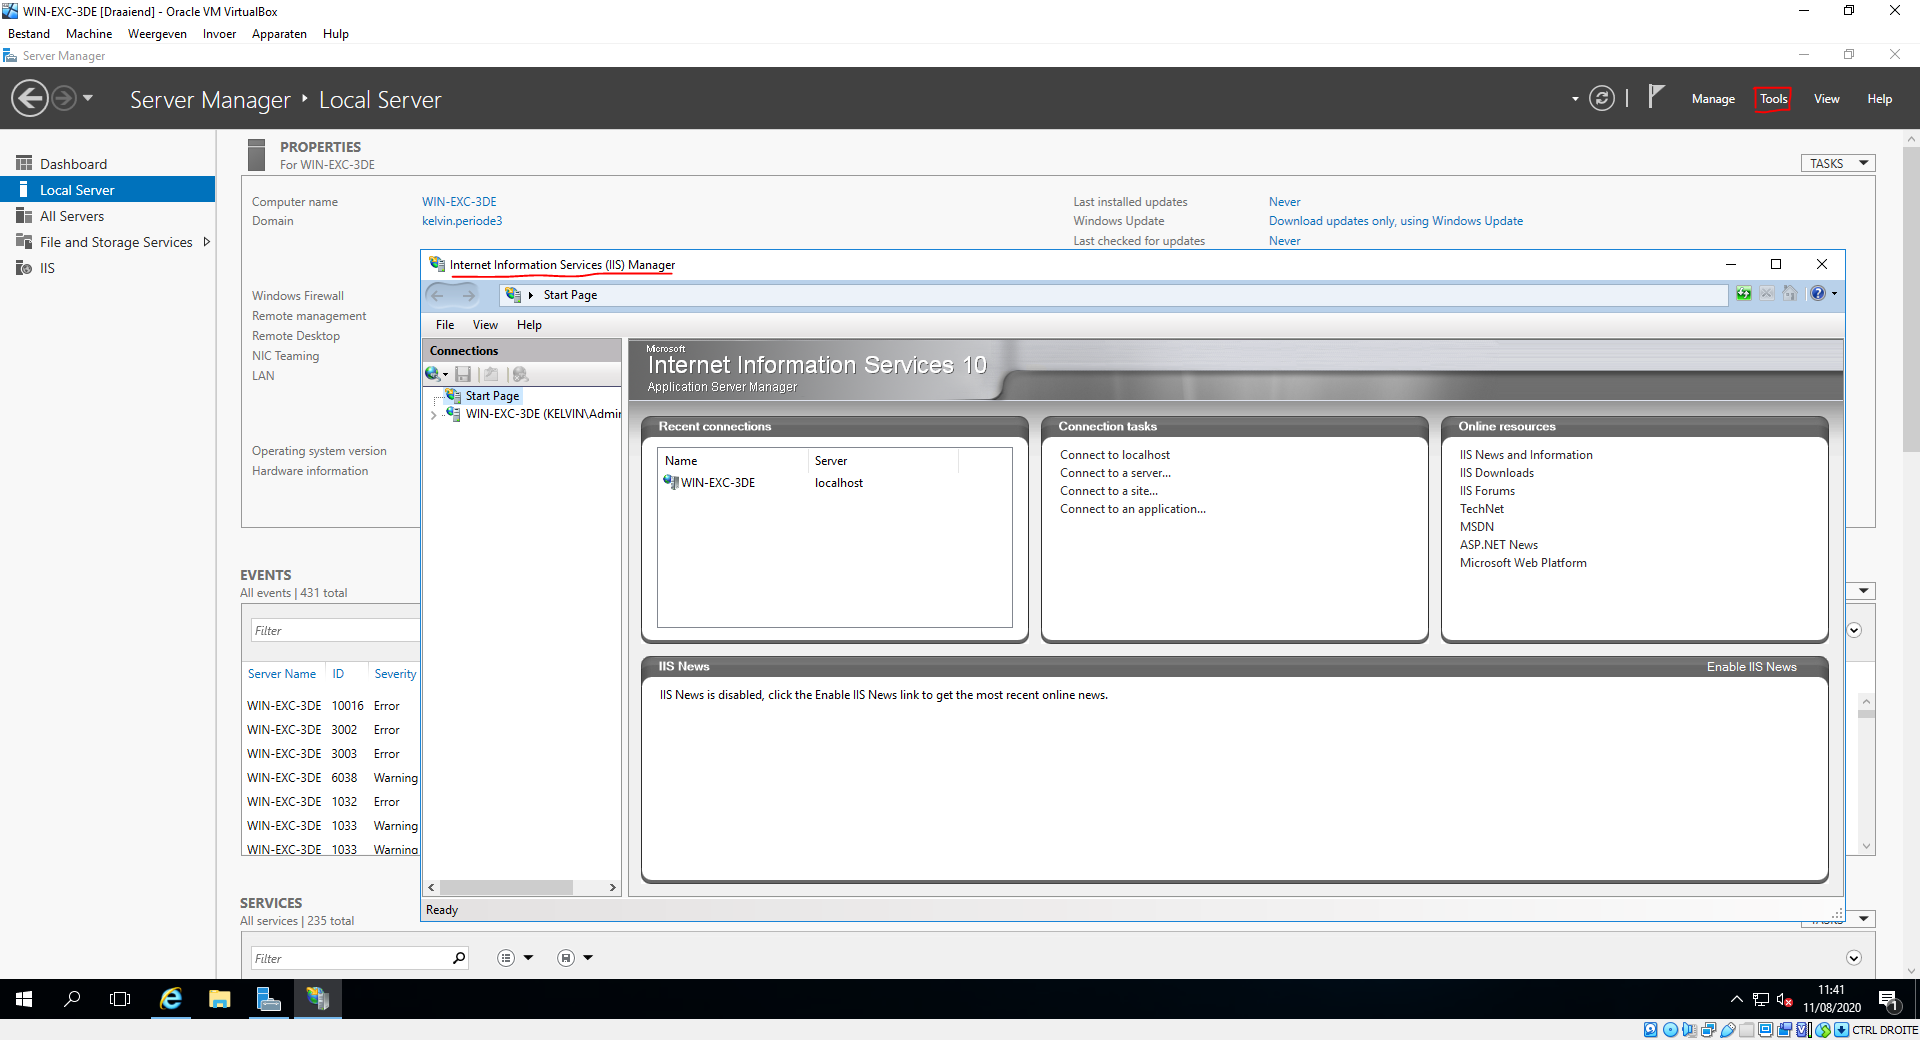 WIN-EXC-3DE [Draaiend] - Oracle VM VirtualBox
Bestand Machine Weergeven Invoer Apparaten Hulp
Server Manager
Server Manager Local Server
Manage Tools View Help
Dashboard
Local Server
All Servers
File and Storage Services
IIS
PROPERTIES
For WIN-EXC-3DE
TASKS
Computer name WIN-EXC-3DE
Domain kelvin.periode3
Last installed updates Never
Windows Update Download updates only, using Windows Update
Last checked for updates Never
Windows Firewall
Remote management
Remote Desktop
NIC Teaming
LAN
Operating system version
Hardware information
EVENTS
All events | 431 total
Filter
Server Name ID Severity
WIN-EXC-3DE 10016 Error
WIN-EXC-3DE 3002 Error
WIN-EXC-3DE 3003 Error
WIN-EXC-3DE 6038 Warning
WIN-EXC-3DE 1032 Error
WIN-EXC-3DE 1033 Warning
WIN-EXC-3DE 1033 Warning
SERVICES
All services | 235 total
Filter
Internet Information Services (IIS) Manager
Start Page
File View Help
Connections
Start Page
WIN-EXC-3DE (KELVIN\Admir
Microsoft
Internet Information Services 10
Application Server Manager
Recent connections
Name Server
WIN-EXC-3DE localhost
Connection tasks
Connect to localhost
Connect to a server...
Connect to a site...
Connect to an application...
Online resources
IIS News and Information
IIS Downloads
IIS Forums
TechNet
MSDN
ASP.NET News
Microsoft Web Platform
IIS News Enable IIS News
IIS News is disabled, click the Enable IIS News link to get the most recent online news.
Ready
TASKS
11:41
11/08/2020
1
CTRL DROITE